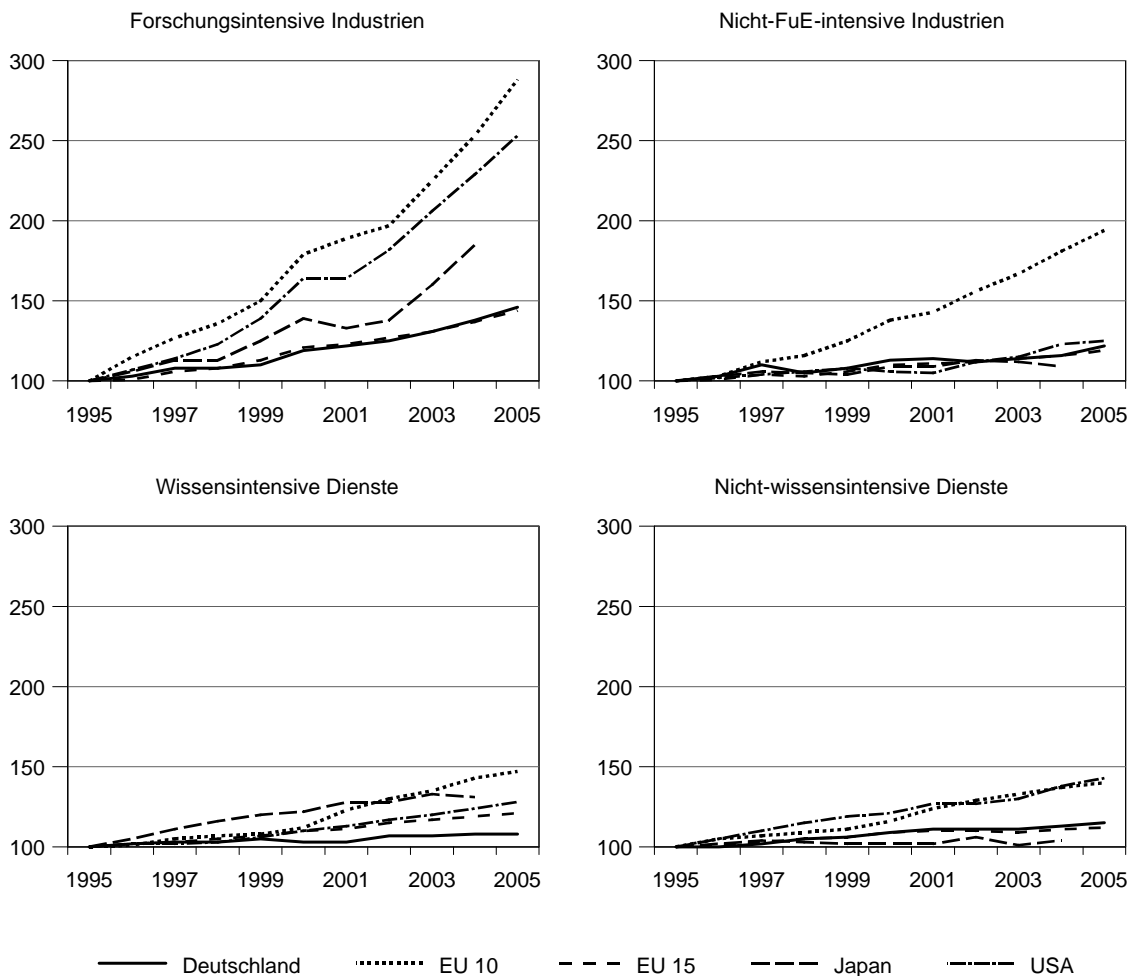 Forschungsintensive Industrien
300
250
200
150
100
1995 1997 1999 2001 2003 2005
Nicht-FuE-intensive Industrien
300
250
200
150
100
1995 1997 1999 2001 2003 2005
Wissensintensive Dienste
300
250
200
150
100
1995 1997 1999 2001 2003 2005
Nicht-wissensintensive Dienste
300
250
200
150
100
1995 1997 1999 2001 2003 2005
Deutschland EU 10 EU 15 Japan USA